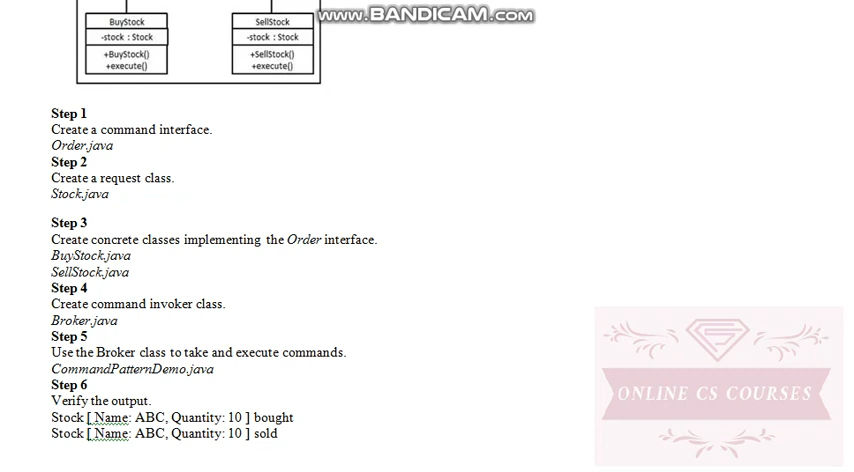 www.BANDICAM.com
BuyStock
SellStock
-stock : Stock
-stock : Stock
+BuyStock()
+execute()
+SellStock()
+execute()
Step 1
Create a command interface.
Order.java
Step 2
Create a request class.
Stock.java
Step 3
Create concrete classes implementing the Order interface.
BuyStock.java
SellStock.java
Step 4
Create command invoker class.
Broker.java
Step 5
Use the Broker class to take and execute commands.
CommandPatternDemo.java
Step 6
Verify the output.
Stock [ Name: ABC, Quantity: 10 ] bought
Stock [ Name: ABC, Quantity: 10 ] sold
ONLINE CS COURSES